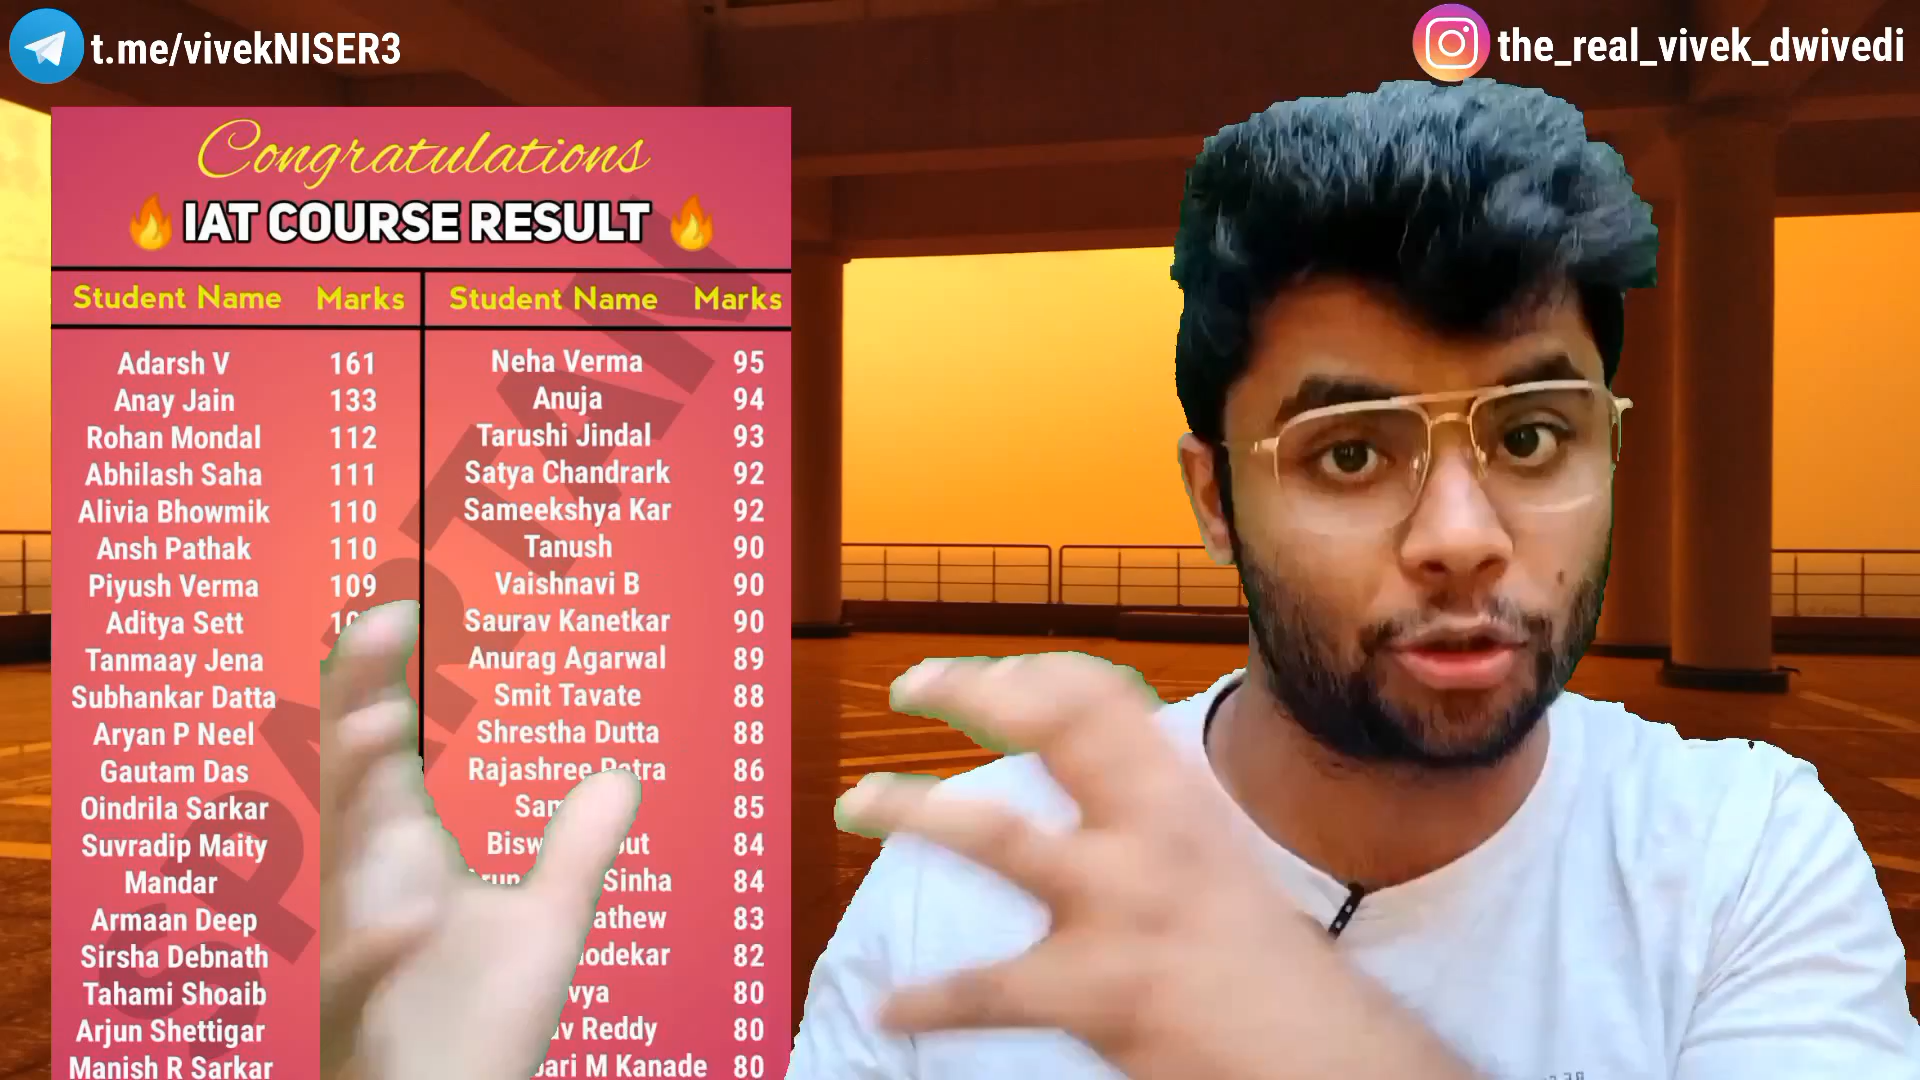 t.me/vivekNISER3
the_real_vivek_dwivedi
Congratulations
🔥 IAT COURSE RESULT 🔥
Student Name Marks Student Name Marks
Adarsh V 161 Neha Verma 95
Anay Jain 133 Anuja 94
Rohan Mondal 112 Tarushi Jindal 93
Abhilash Saha 111 Satya Chandrark 92
Alivia Bhowmik 110 Sameekshya Kar 92
Ansh Pathak 110 Tanush 90
Piyush Verma 109 Vaishnavi B 90
Aditya Sett Saurav Kanetkar 90
Tanmaay Jena Anurag Agarwal 89
Subhankar Datta Smit Tavate 88
Aryan P Neel Shrestha Dutta 88
Gautam Das Rajashree 86
Oindrila Sarkar 85
Suvradip Maity 84
Mandar Sinha 84
Armaan Deep 83
Sirsha Debnath 82
Tahami Shoaib 80
Arjun Shettigar Reddy 80
Manish R Sarkar M Kanade 80
SPARTAN